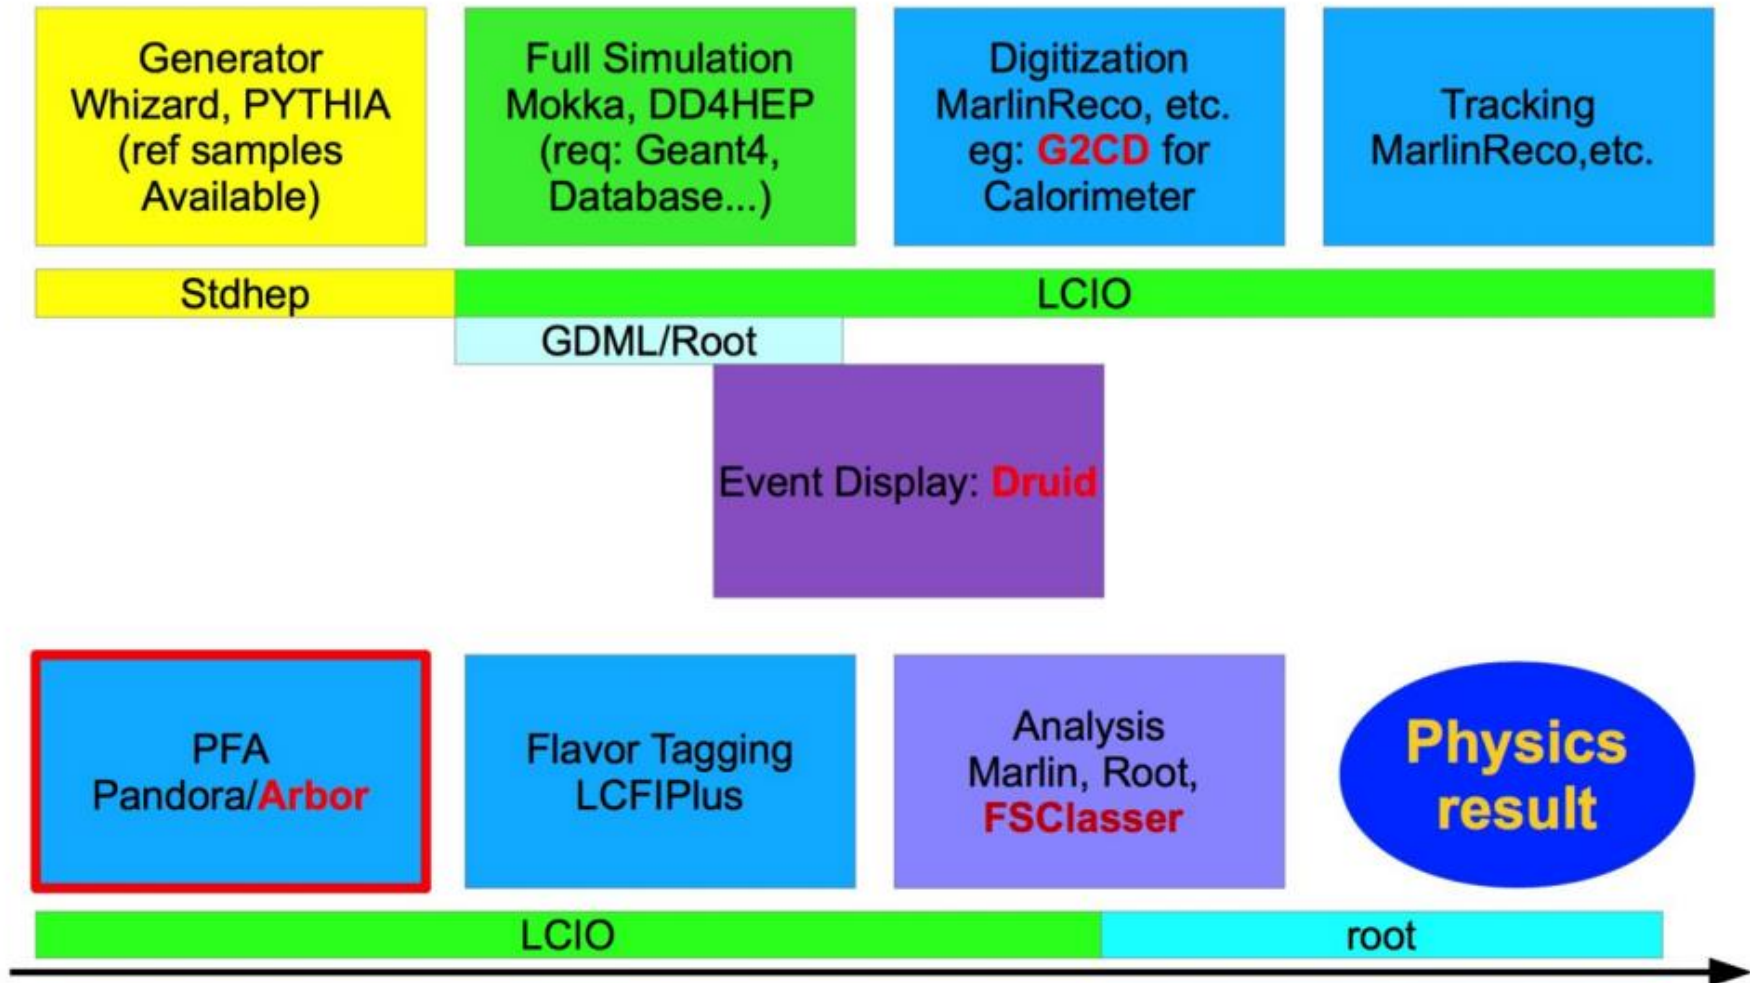 Generator
Whizard, PYTHIA
(ref samples
Available)
Full Simulation
Mokka, DD4HEP
(req: Geant4,
Database...)
Digitization
MarlinReco, etc.
eg: G2CD for
Calorimeter
Tracking
MarlinReco,etc.
Stdhep
LCIO
GDML/Root
Event Display: Druid
PFA
Pandora/Arbor
Flavor Tagging
LCFIPlus
Analysis
Marlin, Root,
FSClasser
Physics
result
LCIO
root